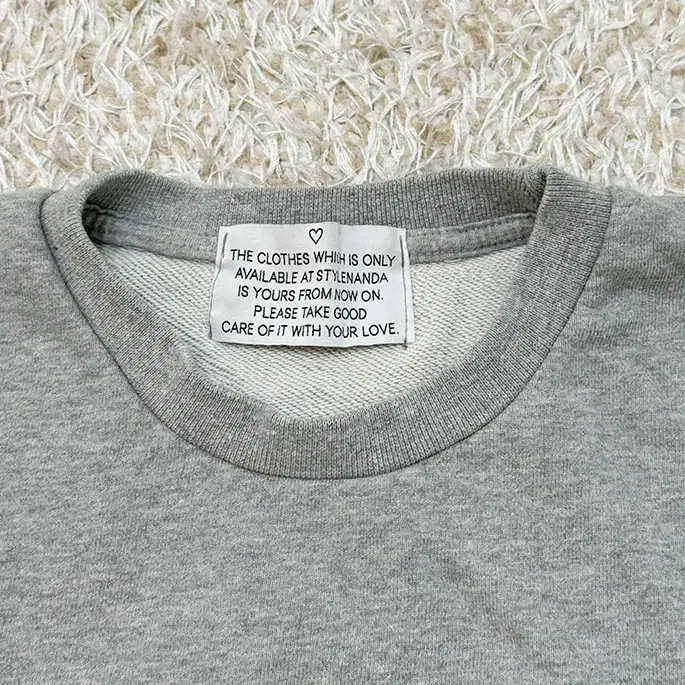 THE CLOTHES WHICH IS ONLY
AVAILABLE AT STYLENANDA
IS YOURS FROM NOW ON.
PLEASE TAKE GOOD
CARE OF IT WITH YOUR LOVE.